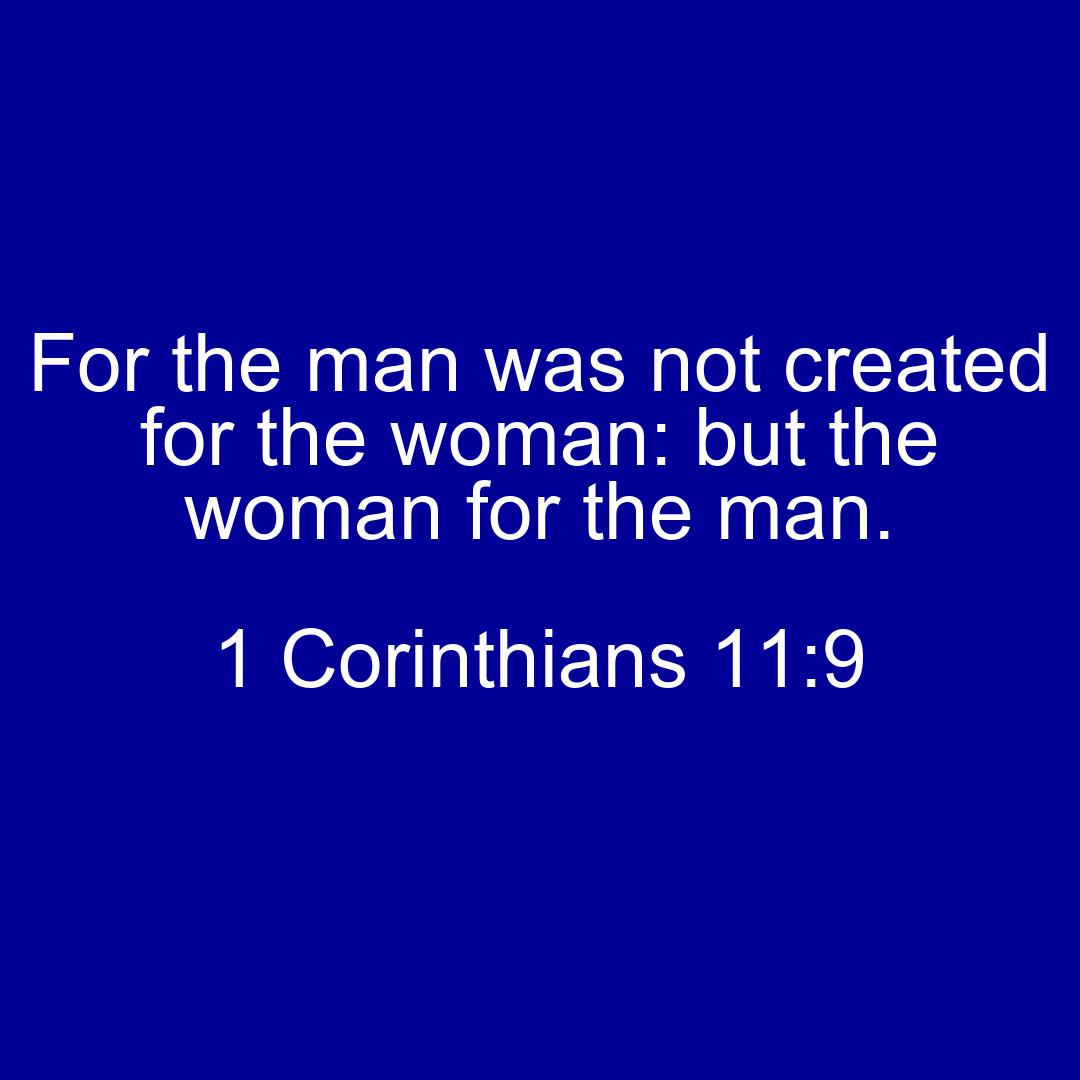 For the man was not created
for the woman: but the
woman for the man.
1 Corinthians 11:9